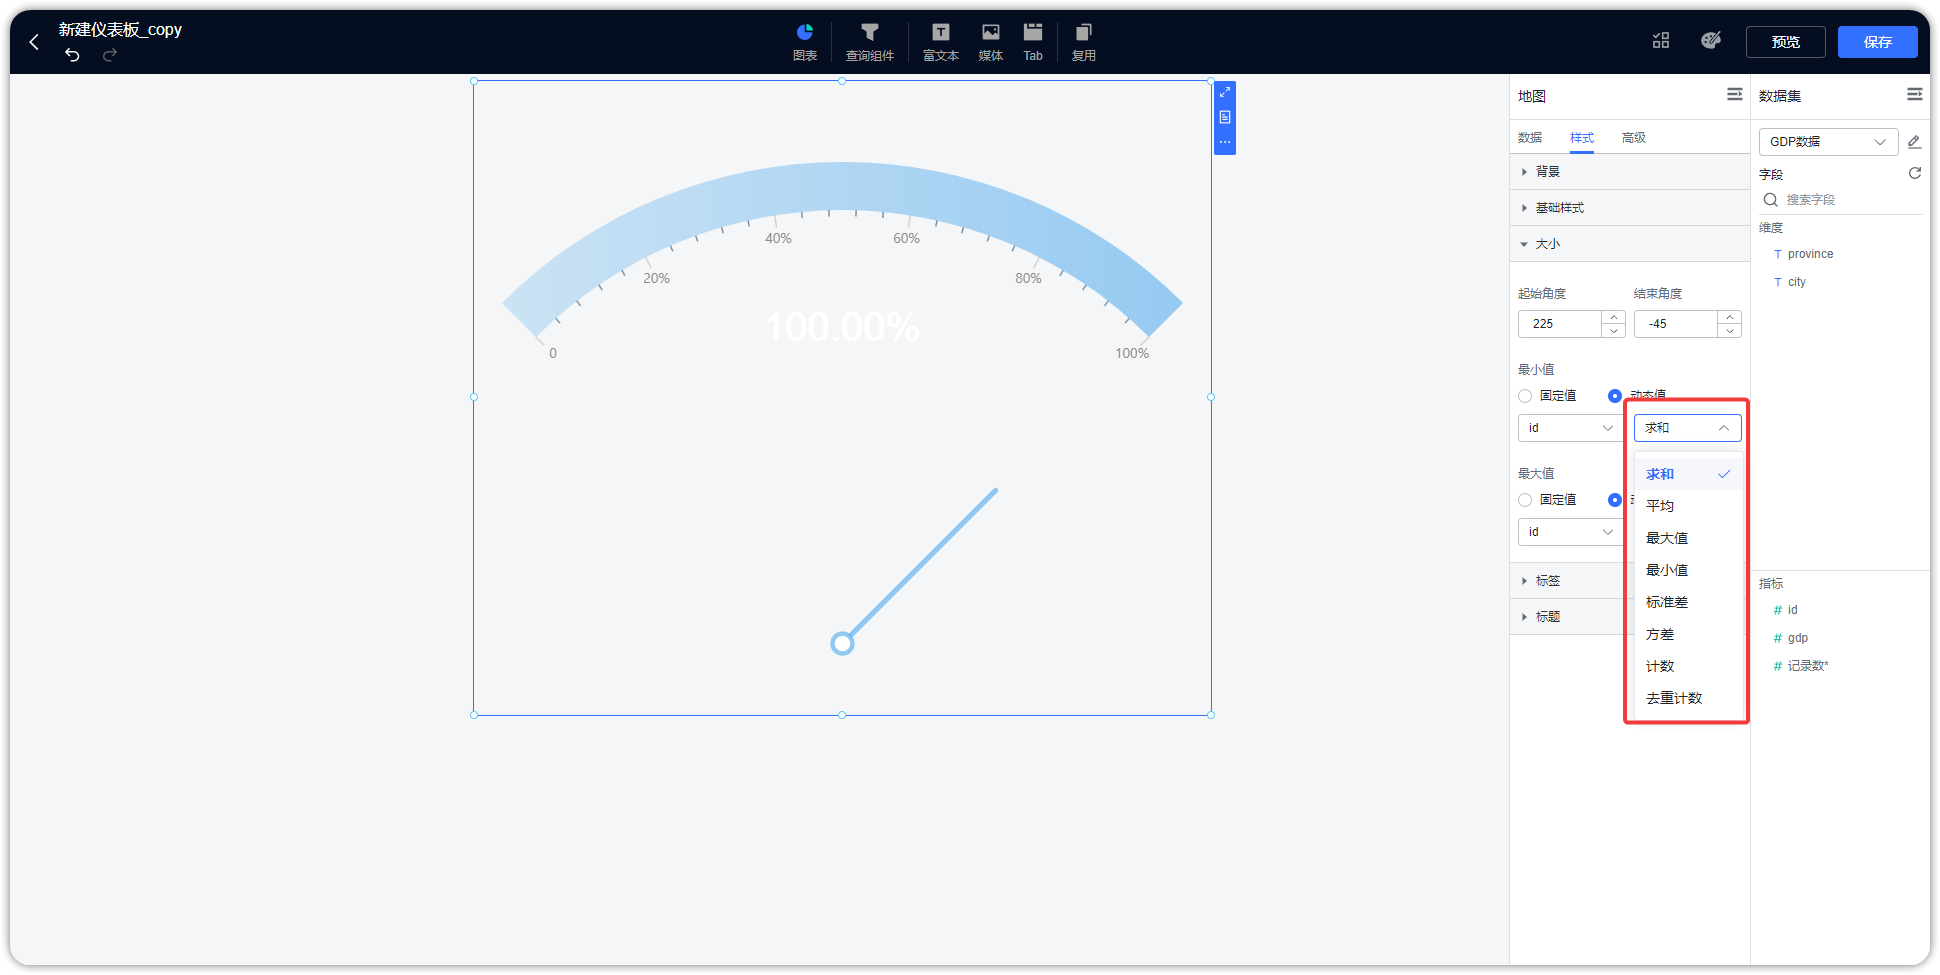 新建仪表板_copy
图表
查询组件
富文本
媒体
Tab
复用
预览
保存
40%
60%
20%
80%
100.00%
0
100%
地图
数据
样式
高级
背景
基础样式
大小
起始角度
结束角度
225
-45
最小值
固定值
动态值
id
求和
最大值
固定值
id
标签
标题
求和
平均
最大值
最小值
标准差
方差
计数
去重计数
数据集
GDP数据
字段
搜索字段
维度
T province
T city
指标
# id
# gdp
# 记录数*